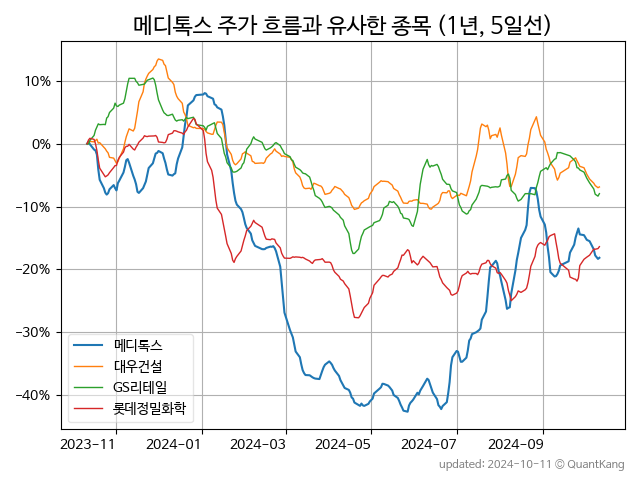 메디톡스 주가 흐름과 유사한 종목 (1년, 5일선)
10%
0%
−10%
−20%
−30%
−40%
메디톡스
대우건설
GS리테일
롯데정밀화학
2023-11
2024-01
2024-03
2024-05
2024-07
2024-09
updated: 2024-10-11 © QuantKang